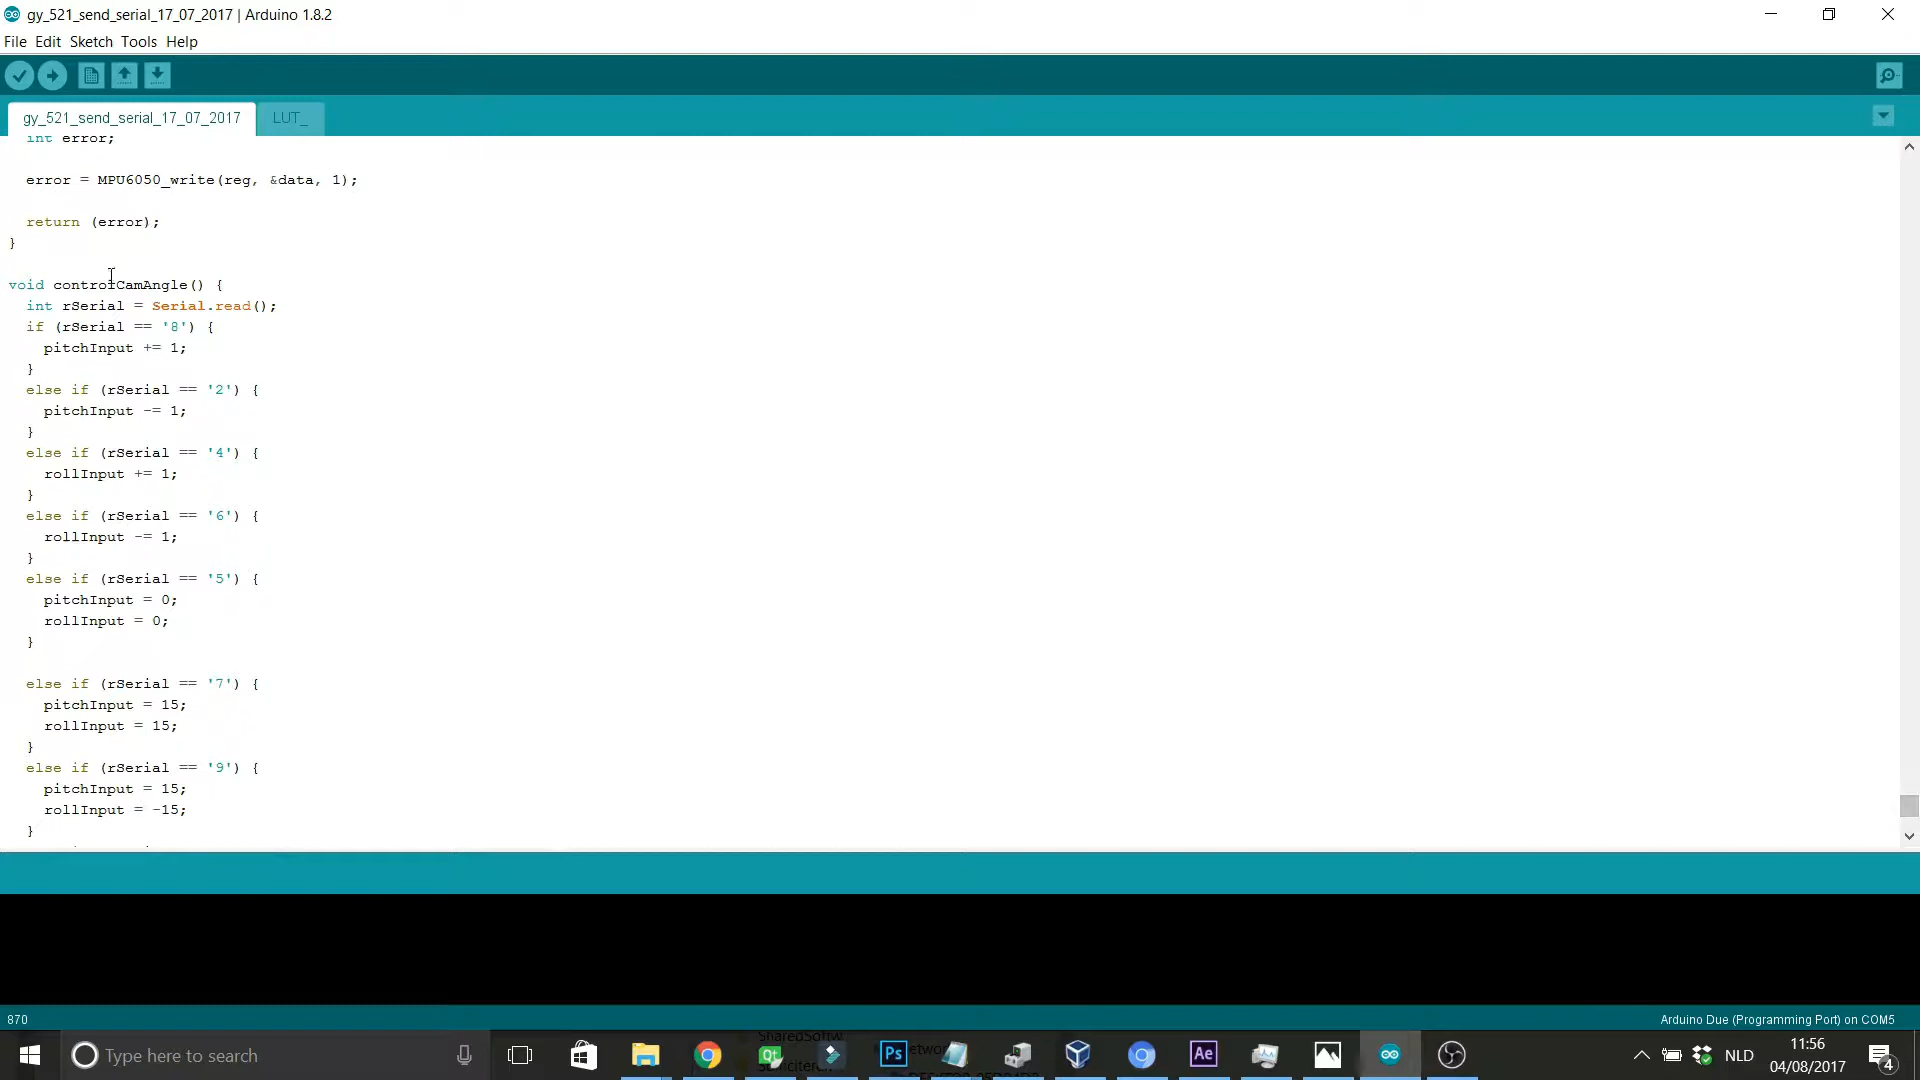 gy_521_send_serial_17_07_2017 | Arduino 1.8.2
File Edit Sketch Tools Help
gy_521_send_serial_17_07_2017 LUT_
int error;
error = MPU6050_write(reg, &data, 1);
return (error);
}
void controlCamAngle() {
int rSerial = Serial.read();
if (rSerial == '8') {
pitchInput += 1;
}
else if (rSerial == '2') {
pitchInput -= 1;
}
else if (rSerial == '4') {
rollInput += 1;
}
else if (rSerial == '6') {
rollInput -= 1;
}
else if (rSerial == '5') {
pitchInput = 0;
rollInput = 0;
}
else if (rSerial == '7') {
pitchInput = 15;
rollInput = 15;
}
else if (rSerial == '9') {
pitchInput = 15;
rollInput = -15;
}
870
Arduino Due (Programming Port) on COM5
Type here to search
Qt
Ps
Ae
NLD
11:56
04/08/2017
4